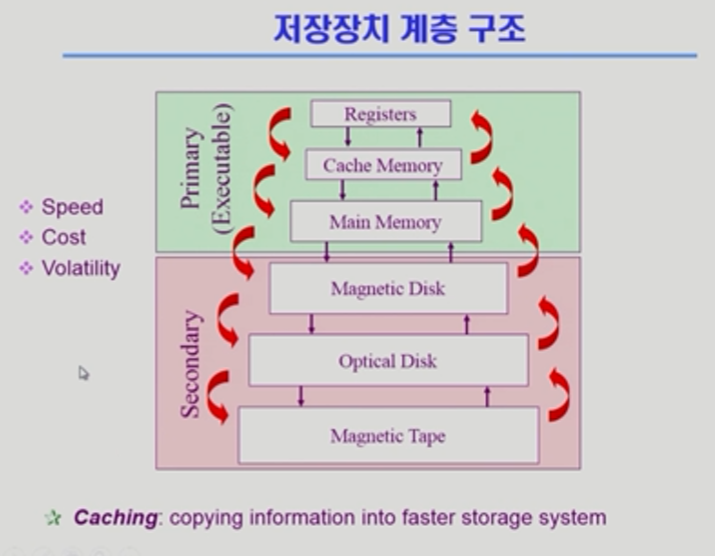 저장장치 계층 구조
Primary
(Executable)
Registers
Cache Memory
Main Memory
Speed
Cost
Volatility
Secondary
Magnetic Disk
Optical Disk
Magnetic Tape
Caching: copying information into faster storage system